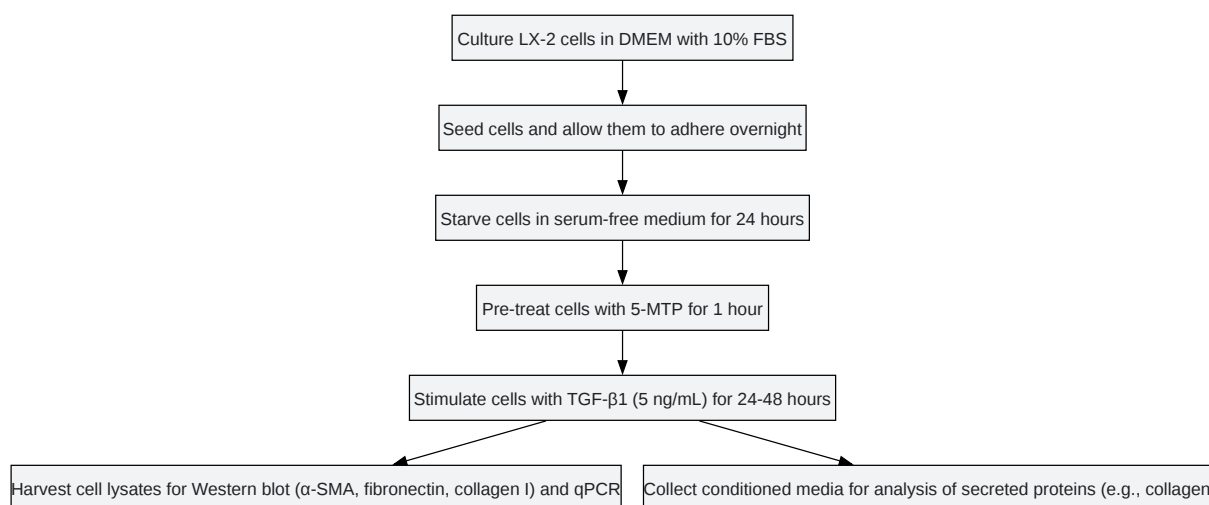 Culture LX-2 cells in DMEM with 10% FBS
Seed cells and allow them to adhere overnight
Starve cells in serum-free medium for 24 hours
Pre-treat cells with 5-MTP for 1 hour
Stimulate cells with TGF-β1 (5 ng/mL) for 24-48 hours
Harvest cell lysates for Western blot (α-SMA, fibronectin, collagen I) and qPCR
Collect conditioned media for analysis of secreted proteins (e.g., collagen